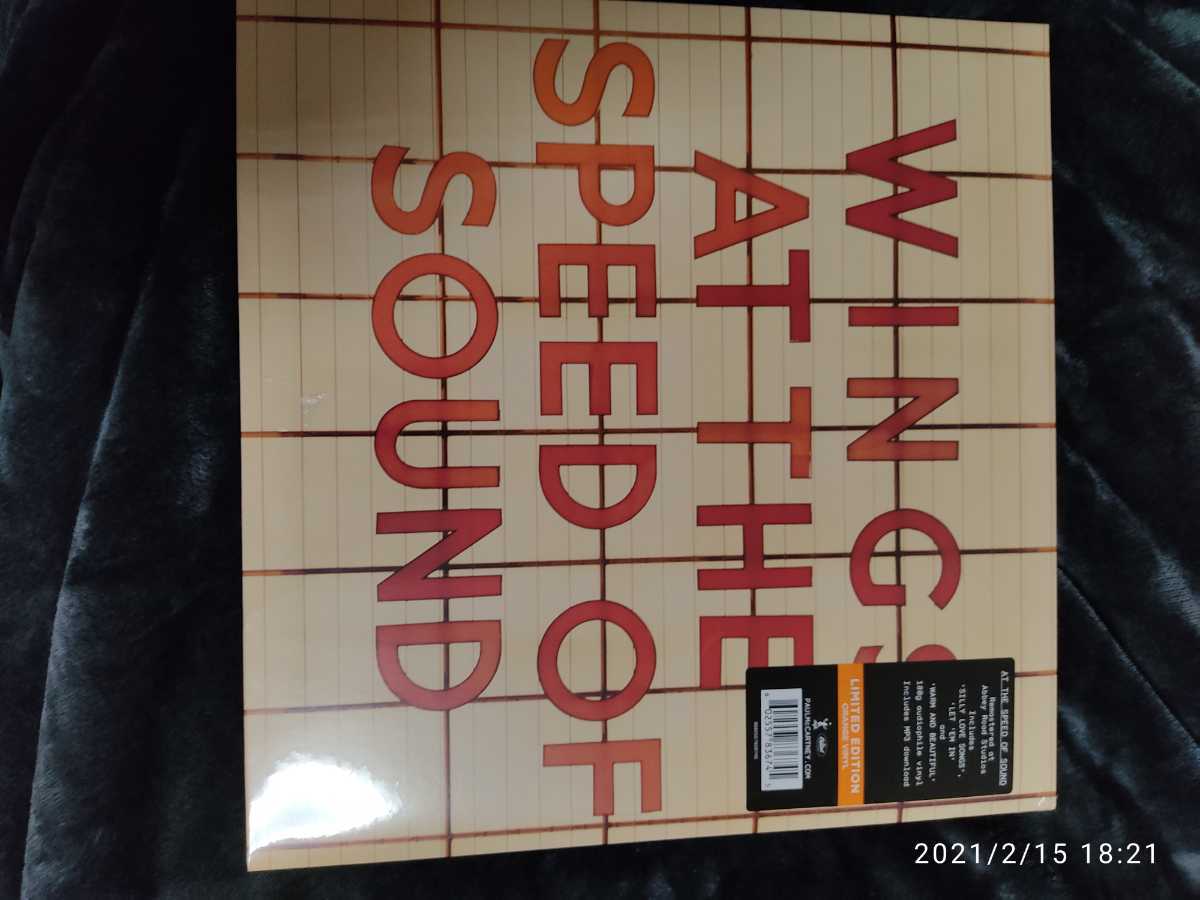 WINGS
AT THE
SPEED OF
SOUND
AT THE SPEED OF SOUND
Remastered at
Abbey Road Studios
Includes
'SILLY LOVE SONGS',
'LET 'EM IN'
and
'WARM AND BEAUTIFUL'
180g audiophile vinyl
Includes MP3 download
LIMITED EDITION
ORANGE VINYL
PAULMcCARTNEY.COM
2021/2/15 18:21